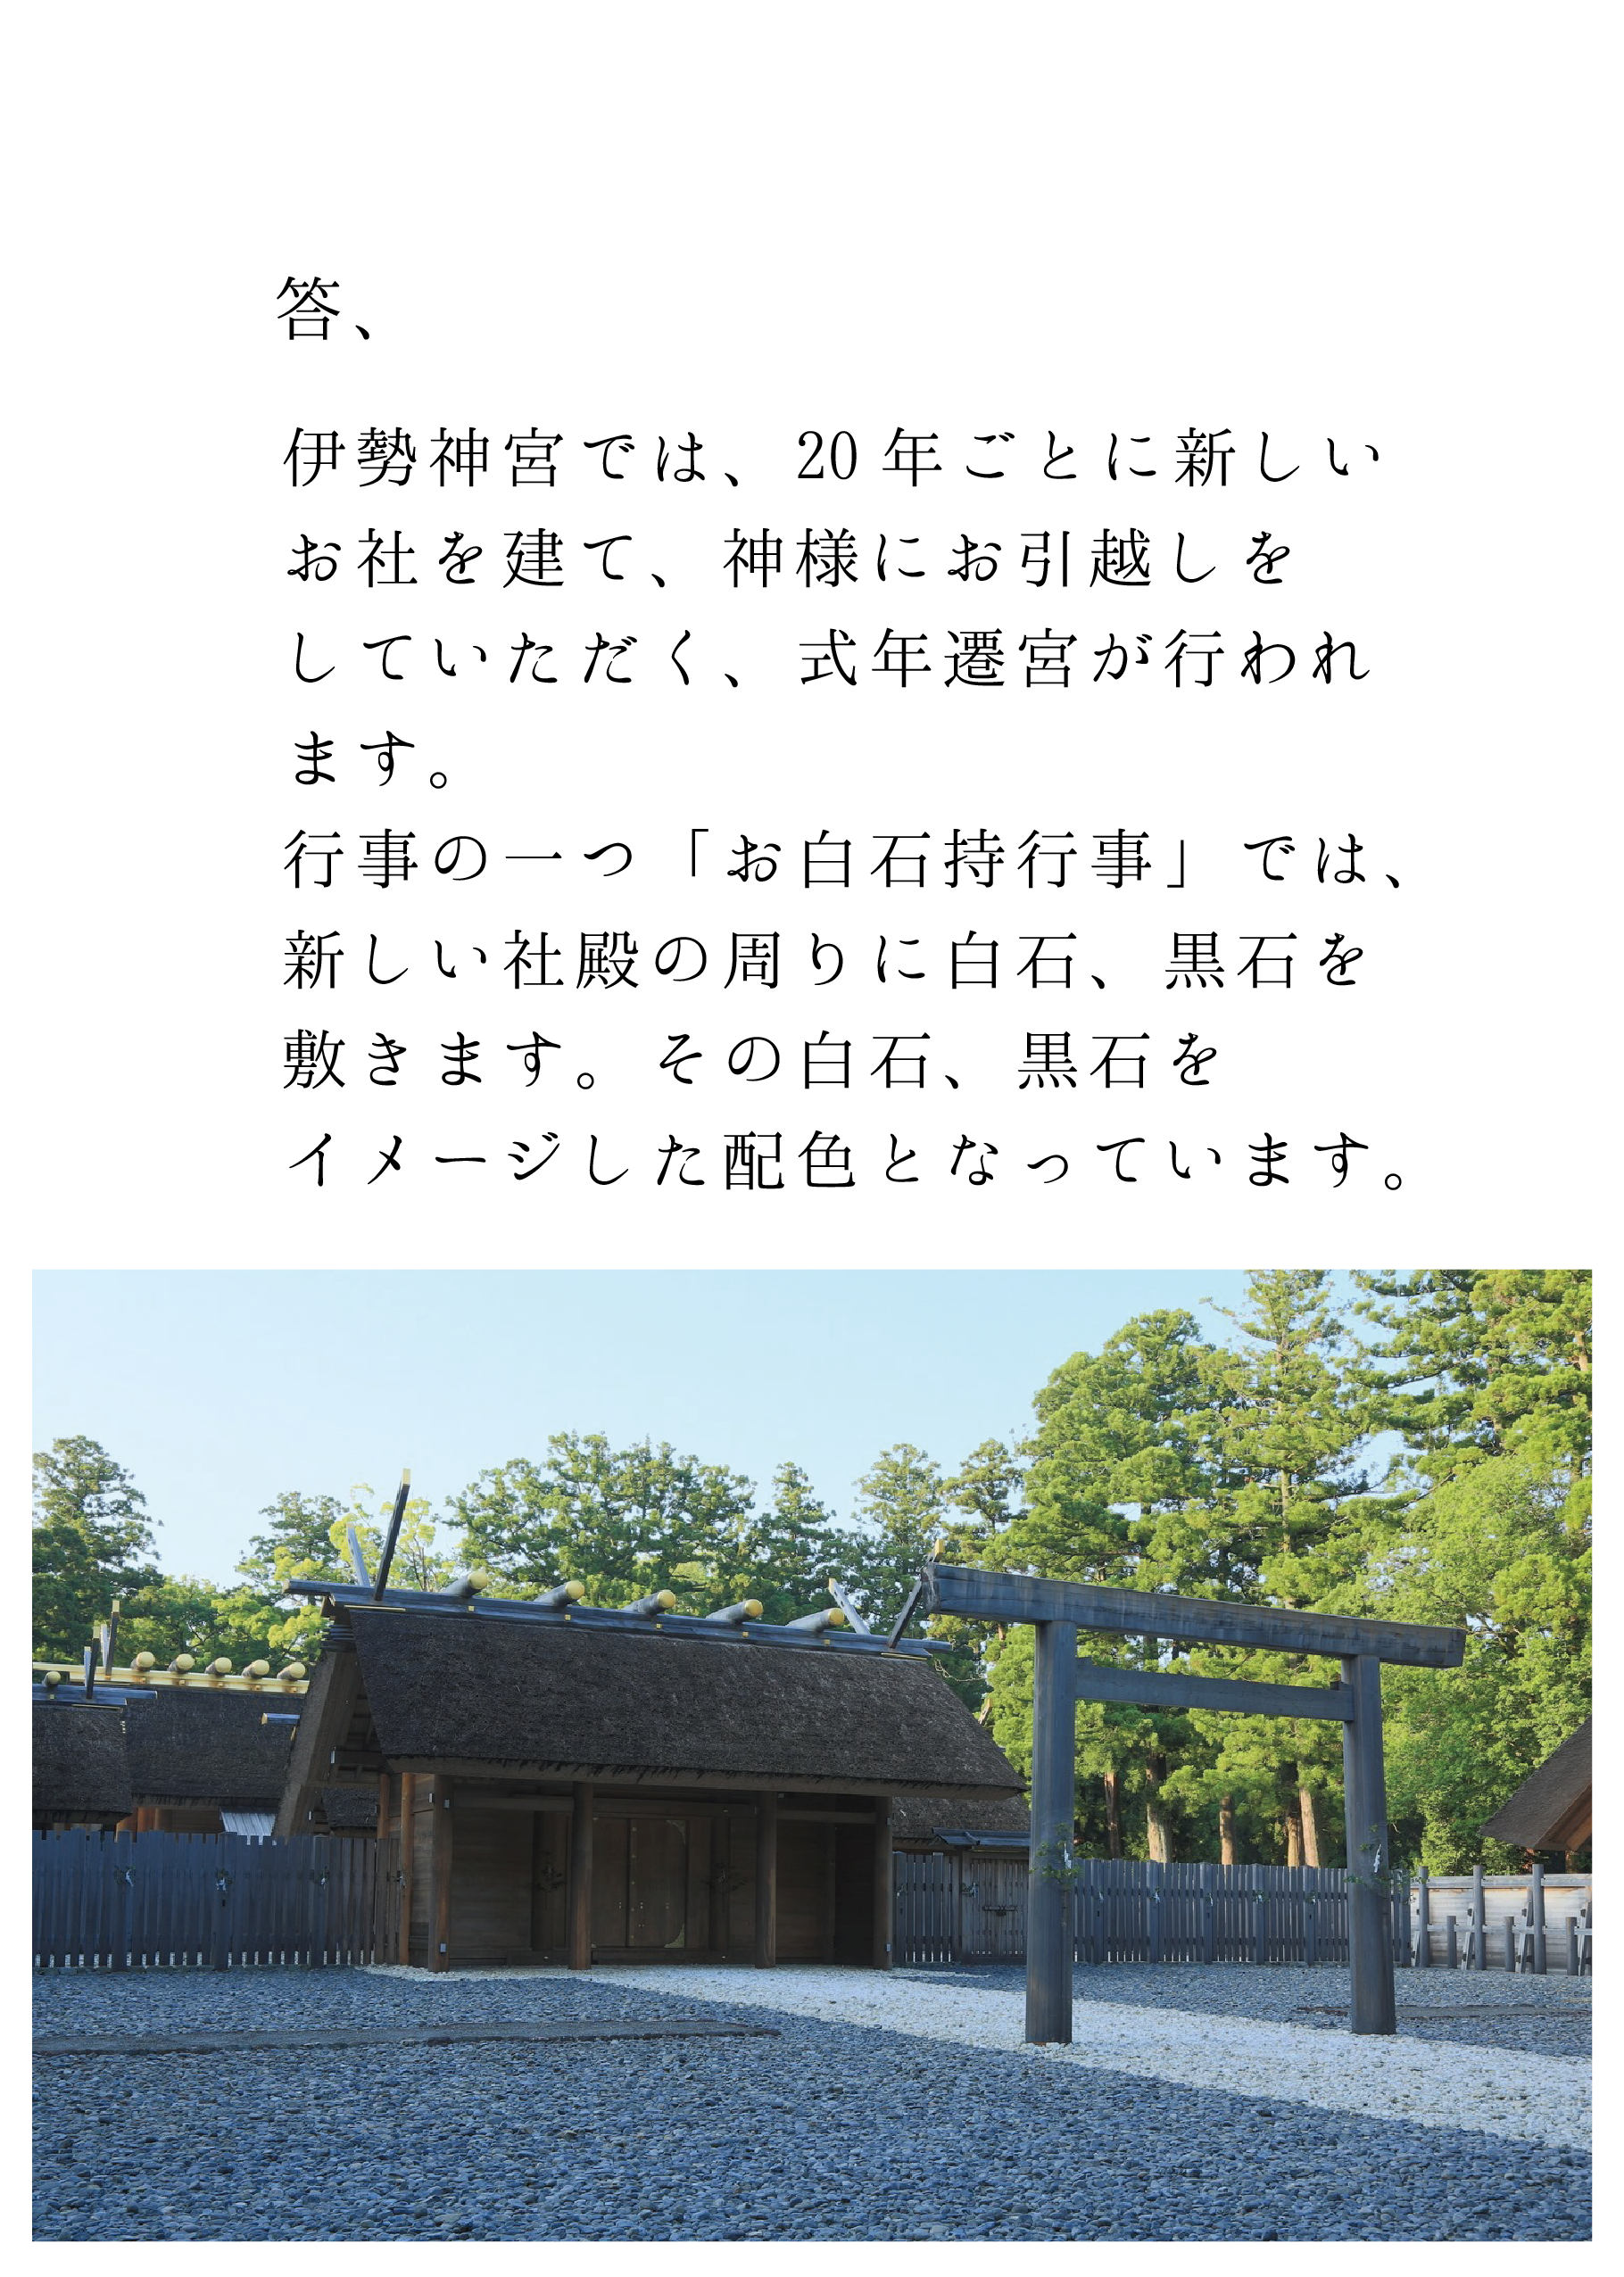 答、
伊勢神宮では、20年ごとに新しい
お社を建て、神様にお引越しを
していただく、式年遷宮が行われ
ます。
行事の一つ「お白石持行事」では、
新しい社殿の周りに白石、黒石を
敷きます。その白石、黒石を
イメージした配色となっています。